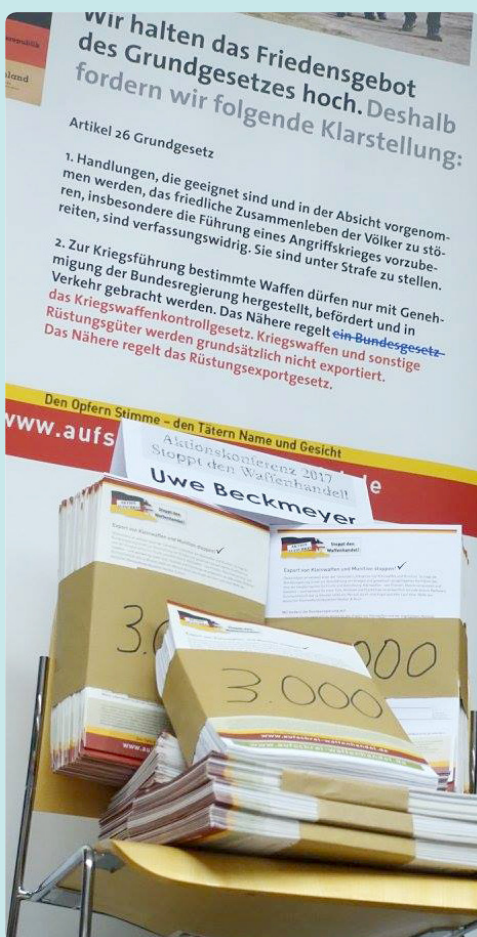 land
Wir halten das Friedensgebot
des Grundgesetzes hoch. Deshalb
fordern wir folgende Klarstellung:
Artikel 26 Grundgesetz
1. Handlungen, die geeignet sind und in der Absicht vorgenom-
men werden, das friedliche Zusammenleben der Völker zu stö-
ren, insbesondere die Führung eines Angriffskrieges vorzube-
reiten, sind verfassungswidrig. Sie sind unter Strafe zu stellen.
2. Zur Kriegsführung bestimmte Waffen dürfen nur mit Geneh-
migung der Bundesregierung hergestellt, befördert und in
Verkehr gebracht werden. Das Nähere regelt ein Bundesgesetz
das Kriegswaffenkontrollgesetz. Kriegswaffen und sonstige
Rüstungsgüter werden grundsätzlich nicht exportiert.
Das Nähere regelt das Rüstungsexportgesetz.
Den Opfern Stimme – den Tätern Name und Gesicht
www.aufs
e
Aktionskonferenz 2017
Stoppt den Waffenhandel!
Uwe Beckmeyer
Stoppt den
Waffenhandel!
Export von Kleinwaffen und Munition stoppen!
Export von Kleinwaffen und Munition stoppen!
3.0
000
3.000
www.aufschrei-waffenhandel.de
www.aufschrei-waffenhandel.de